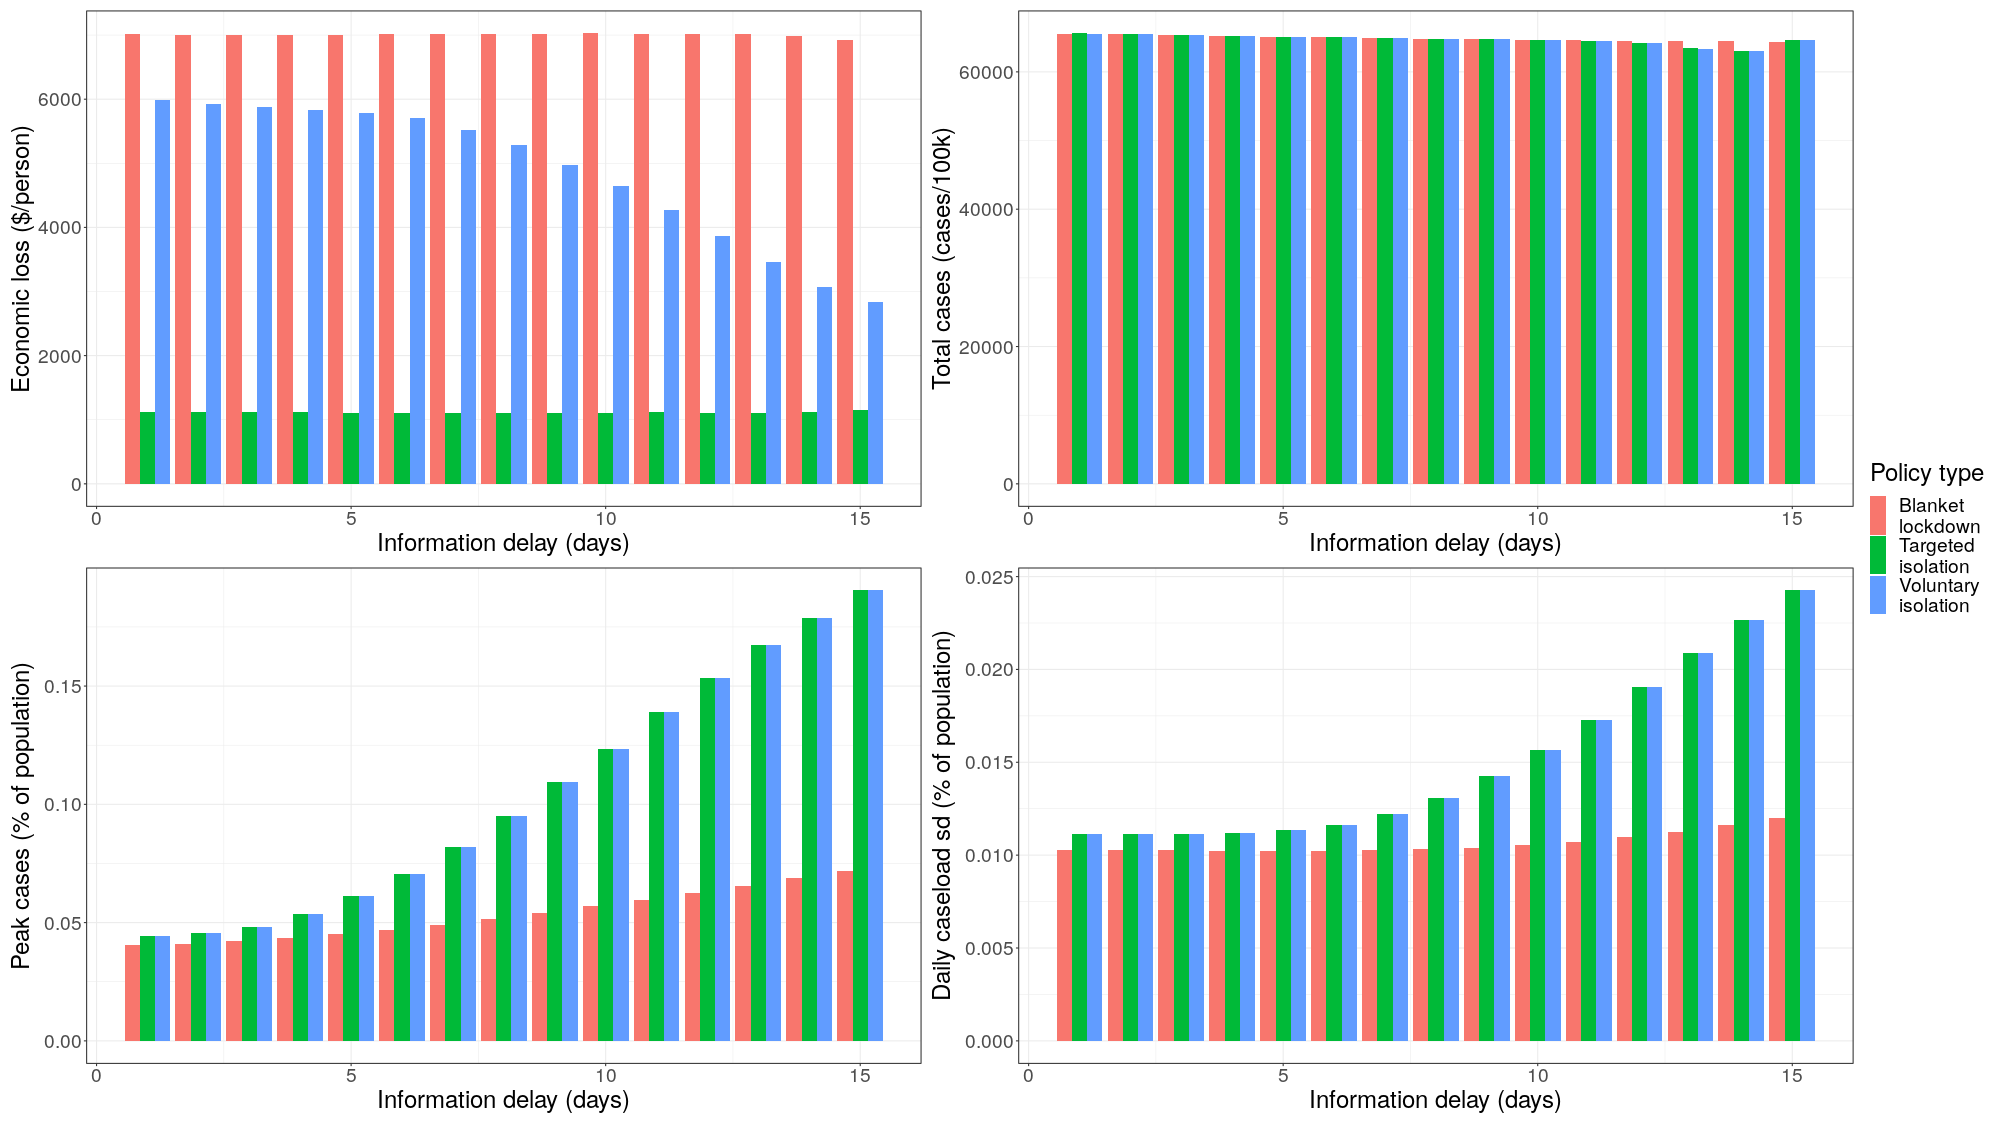 Economic loss ($/person)
6000
4000
2000
0
0 5 10 15
Information delay (days)
Total cases (cases/100k)
60000
40000
20000
0
0 5 10 15
Information delay (days)
Peak cases (% of population)
0.15
0.10
0.05
0.00
0 5 10 15
Information delay (days)
Daily caseload sd (% of population)
0.025
0.020
0.015
0.010
0.005
0.000
0 5 10 15
Information delay (days)
Policy type
Blanket
lockdown
Targeted
isolation
Voluntary
isolation